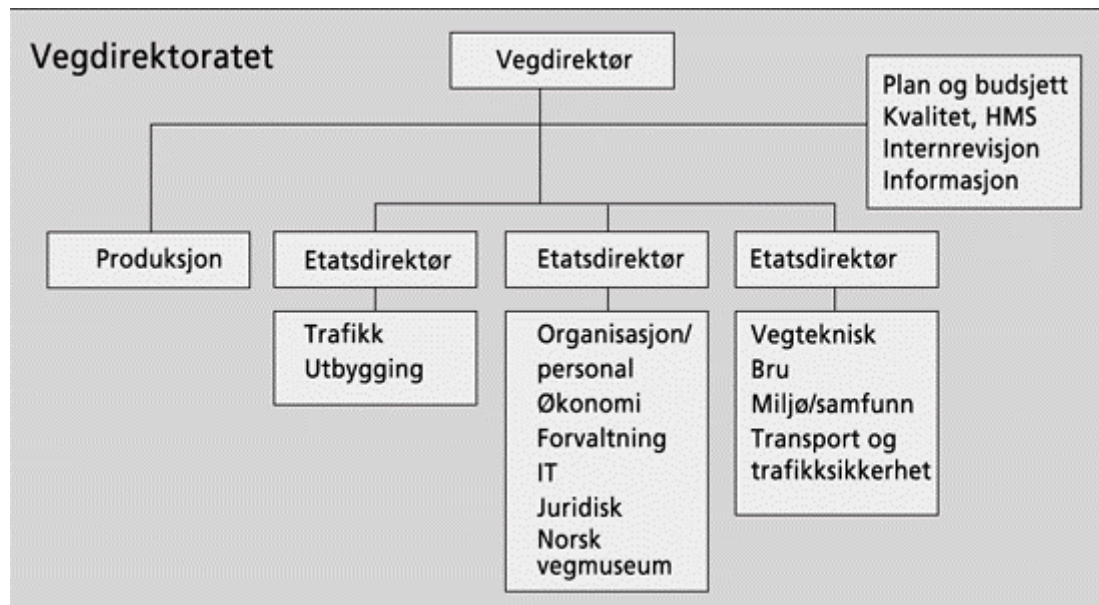 Vegdirektoratet
Vegdirektør
Plan og budsjett
Kvalitet, HMS
Internrevisjon
Informasjon
Produksjon
Etatsdirektør
Trafikk
Utbygging
Etatsdirektør
Organisasjon/
personal
Økonomi
Forvaltning
IT
Juridisk
Norsk
vegmuseum
Etatsdirektør
Vegteknisk
Bru
Miljø/samfunn
Transport og
trafikksikkerhet